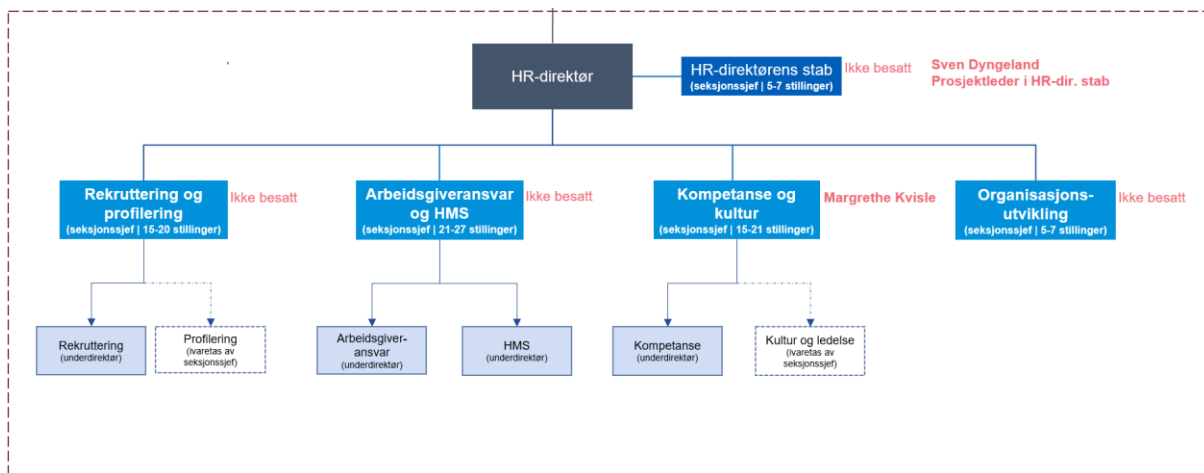 HR-direktør
HR-direktørens stab
(seksjonssjef | 5-7 stillinger)
Ikke besatt
Sven Dyngeland
Prosjektleder i HR-dir. stab
Rekruttering og
profilering
(seksjonssjef | 15-20 stillinger)
Ikke besatt
Arbeidsgiveransvar
og HMS
(seksjonssjef | 21-27 stillinger)
Ikke besatt
Kompetanse og
kultur
(seksjonssjef | 15-21 stillinger)
Margrethe Kvisle
Organisasjons-
utvikling
(seksjonssjef | 5-7 stillinger)
Ikke besatt
Rekruttering
(underdirektør)
Profilering
(ivaretas av
seksjonssjef)
Arbeidsgiver-
ansvar
(underdirektør)
HMS
(underdirektør)
Kompetanse
(underdirektør)
Kultur og ledelse
(ivaretas av
seksjonssjef)